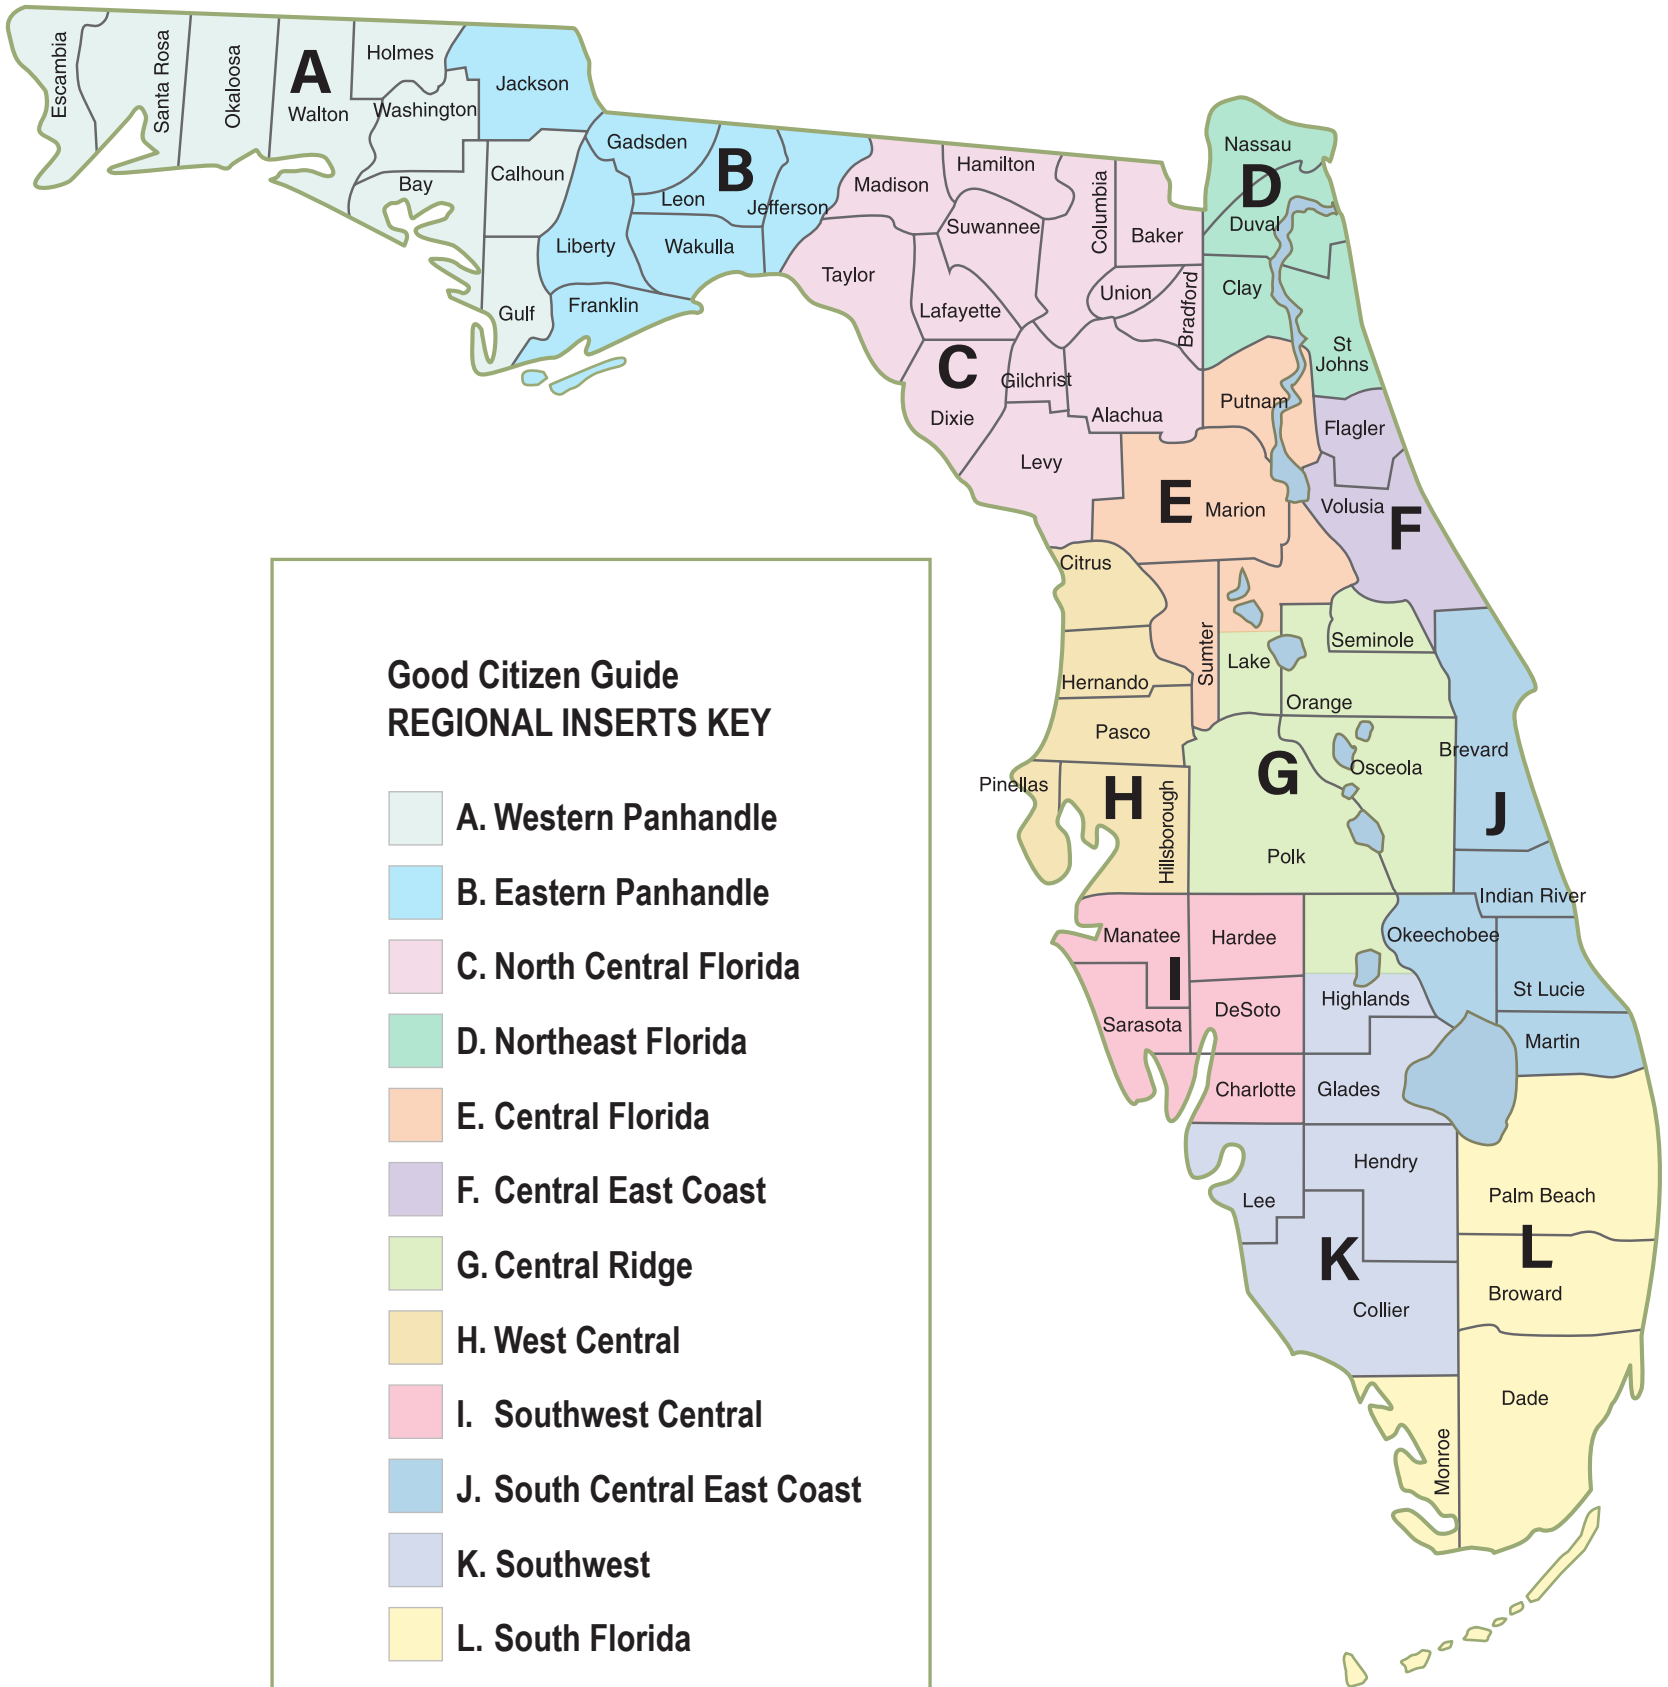 Escambia
Santa Rosa
Okaloosa
A
Walton
Holmes
Washington
Jackson
Bay
Calhoun
Gulf
Gadsden
B
Leon
Jefferson
Liberty
Wakulla
Franklin
Madison
Hamilton
Suwannee
Columbia
Baker
Taylor
Lafayette
Union
Bradford
C
Gilchrist
Dixie
Alachua
Levy
Nassau
D
Duval
Clay
St
Johns
Putnam
Flagler
E
Marion
Volusia
F
Citrus
Sumter
Lake
Seminole
Hernando
Orange
Pasco
Pinellas
H
Hillsborough
G
Osceola
Polk
Brevard
J
Indian River
Manatee
Hardee
Okeechobee
I
Sarasota
DeSoto
Highlands
St Lucie
Martin
Charlotte
Glades
Lee
Hendry
Palm Beach
K
L
Collier
Broward
Dade
Monroe
Good Citizen Guide
REGIONAL INSERTS KEY
A. Western Panhandle
B. Eastern Panhandle
C. North Central Florida
D. Northeast Florida
E. Central Florida
F. Central East Coast
G. Central Ridge
H. West Central
I. Southwest Central
J. South Central East Coast
K. Southwest
L. South Florida